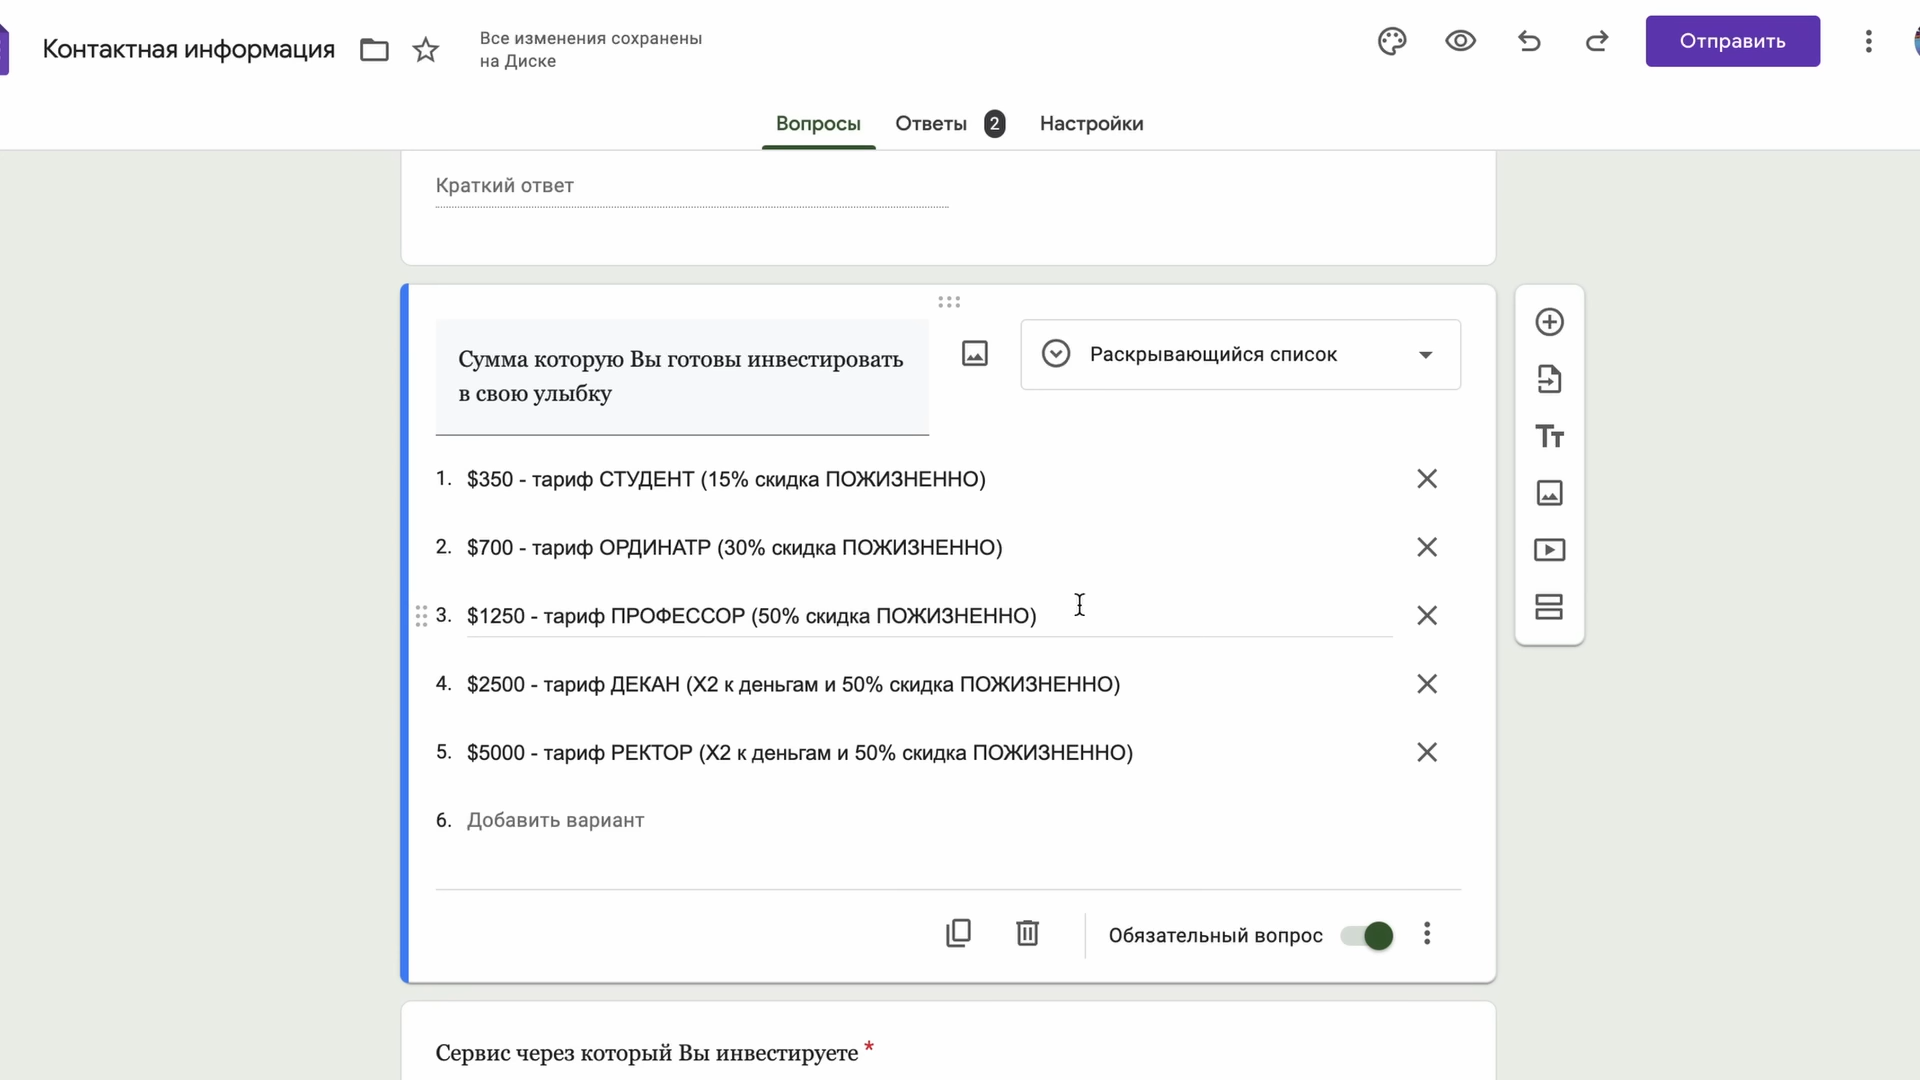 Контактная информация
Все изменения сохранены
на Диске
Отправить
Вопросы
Ответы 2
Настройки
Краткий ответ
Сумма которую Вы готовы инвестировать
в свою улыбку
Раскрывающийся список
1. $350 - тариф СТУДЕНТ (15% скидка ПОЖИЗНЕННО)
2. $700 - тариф ОРДИНАТР (30% скидка ПОЖИЗНЕННО)
3. $1250 - тариф ПРОФЕССОР (50% скидка ПОЖИЗНЕННО)
4. $2500 - тариф ДЕКАН (X2 к деньгам и 50% скидка ПОЖИЗНЕННО)
5. $5000 - тариф РЕКТОР (X2 к деньгам и 50% скидка ПОЖИЗНЕННО)
6. Добавить вариант
Обязательный вопрос
Сервис через который Вы инвестируете *